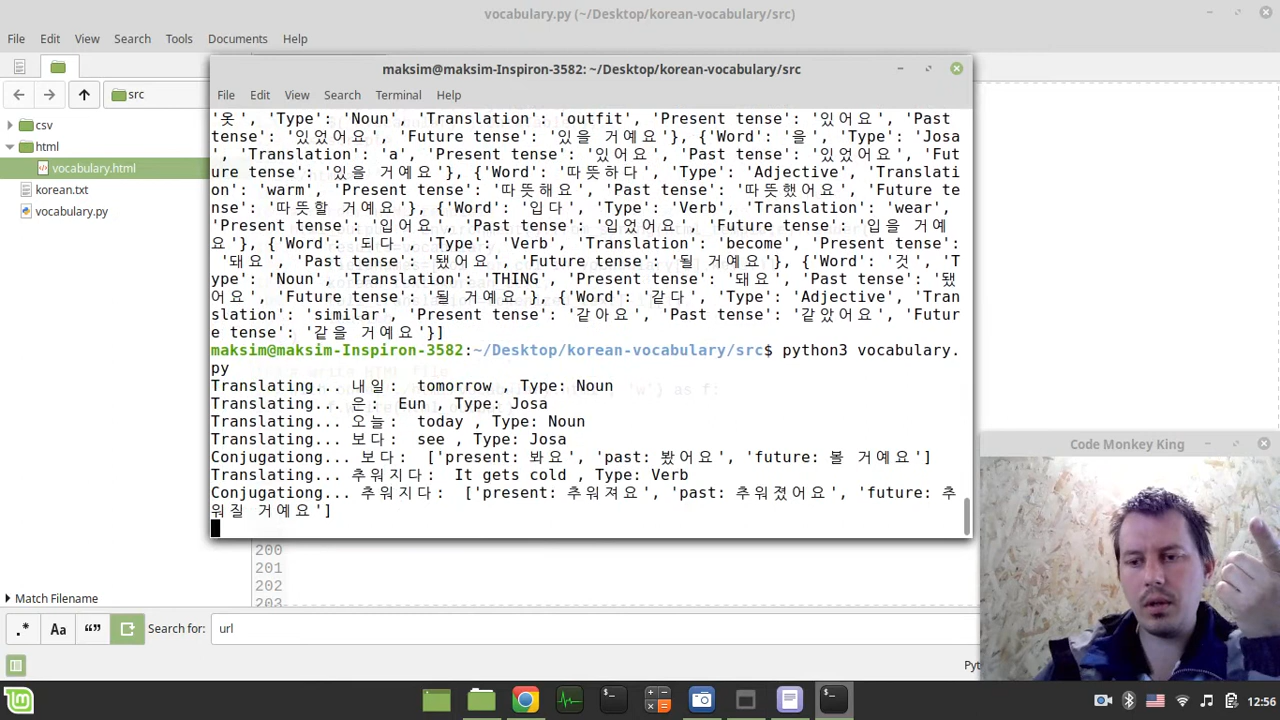 vocabulary.py (~/Desktop/korean-vocabulary/src)
File Edit View Search Tools Documents Help
src
csv
html
vocabulary.html
korean.txt
vocabulary.py
maksim@maksim-Inspiron-3582: ~/Desktop/korean-vocabulary/src
File Edit View Search Terminal Help
'옷', 'Type': 'Noun', 'Translation': 'outfit', 'Present tense': '있어요', 'Past
tense': '있었어요', 'Future tense': '있을 거예요'}, {'Word': '을', 'Type': 'Josa
', 'Translation': 'a', 'Present tense': '있어요', 'Past tense': '있었어요', 'Fut
ure tense': '있을 거예요'}, {'Word': '따뜻하다', 'Type': 'Adjective', 'Translati
on': 'warm', 'Present tense': '따뜻해요', 'Past tense': '따뜻했어요', 'Future te
nse': '따뜻할 거예요'}, {'Word': '입다', 'Type': 'Verb', 'Translation': 'wear',
'Present tense': '입어요', 'Past tense': '입었어요', 'Future tense': '입을 거예
요'}, {'Word': '되다', 'Type': 'Verb', 'Translation': 'become', 'Present tense':
'돼요', 'Past tense': '됐어요', 'Future tense': '될 거예요'}, {'Word': '것', 'T
ype': 'Noun', 'Translation': 'THING', 'Present tense': '돼요', 'Past tense': '됐
어요', 'Future tense': '될 거예요'}, {'Word': '같다', 'Type': 'Adjective', 'Tran
slation': 'similar', 'Present tense': '같아요', 'Past tense': '같았어요', 'Futur
e tense': '같을 거예요'}]
maksim@maksim-Inspiron-3582:~/Desktop/korean-vocabulary/src$ python3 vocabulary.
py
Translating... 내일: tomorrow , Type: Noun
Translating... 은: Eun , Type: Josa
Translating... 오늘: today , Type: Noun
Translating... 보다: see , Type: Josa
Conjugationg... 보다: ['present: 봐요', 'past: 봤어요', 'future: 볼 거예요']
Translating... 추워지다: It gets cold , Type: Verb
Conjugationg... 추워지다: ['present: 추워져요', 'past: 추워졌어요', 'future: 추
워질 거예요']
Code Monkey King
200
201
202
203
Match Filename
.* Aa “” Search for: url
Pyt
12:56